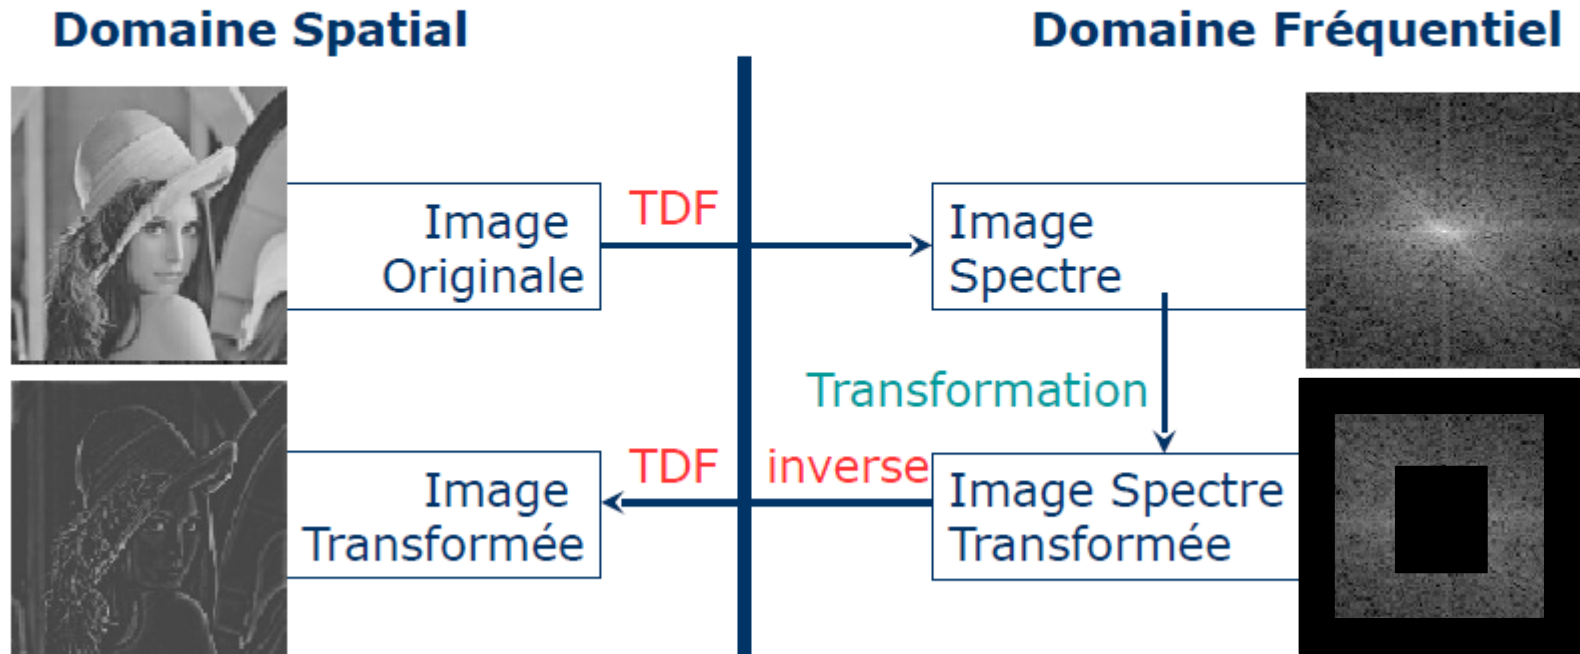 Domaine Spatial
Domaine Fréquentiel
Image
Originale
TDF
Image
Spectre
Transformation
Image
Transformée
TDF inverse
Image Spectre
Transformée